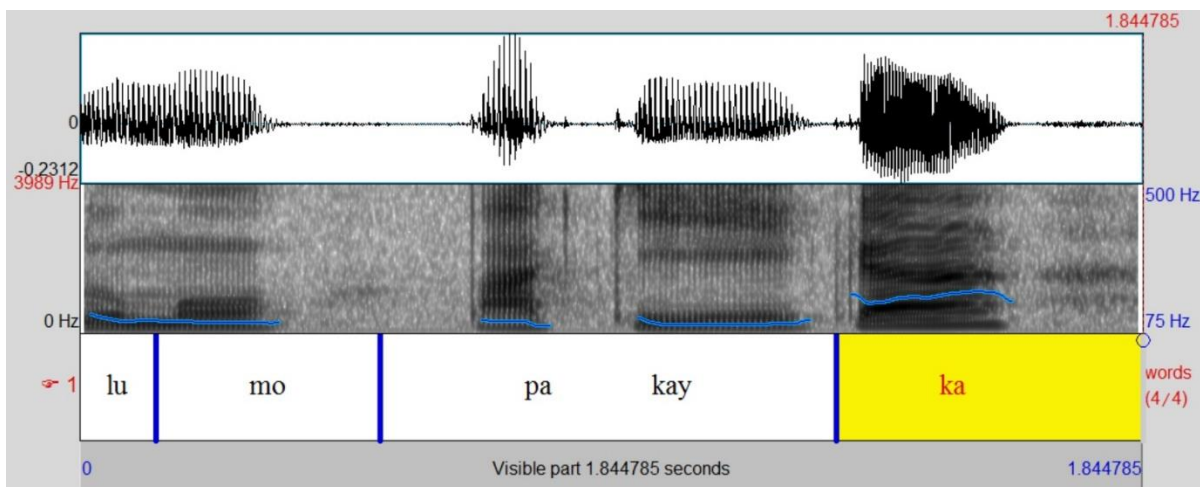 1.844785
0
-0.2312
3989 Hz
500 Hz
0 Hz
75 Hz
☞ 1
lu mo pa kay ka
words
(4/4)
0 Visible part 1.844785 seconds 1.844785